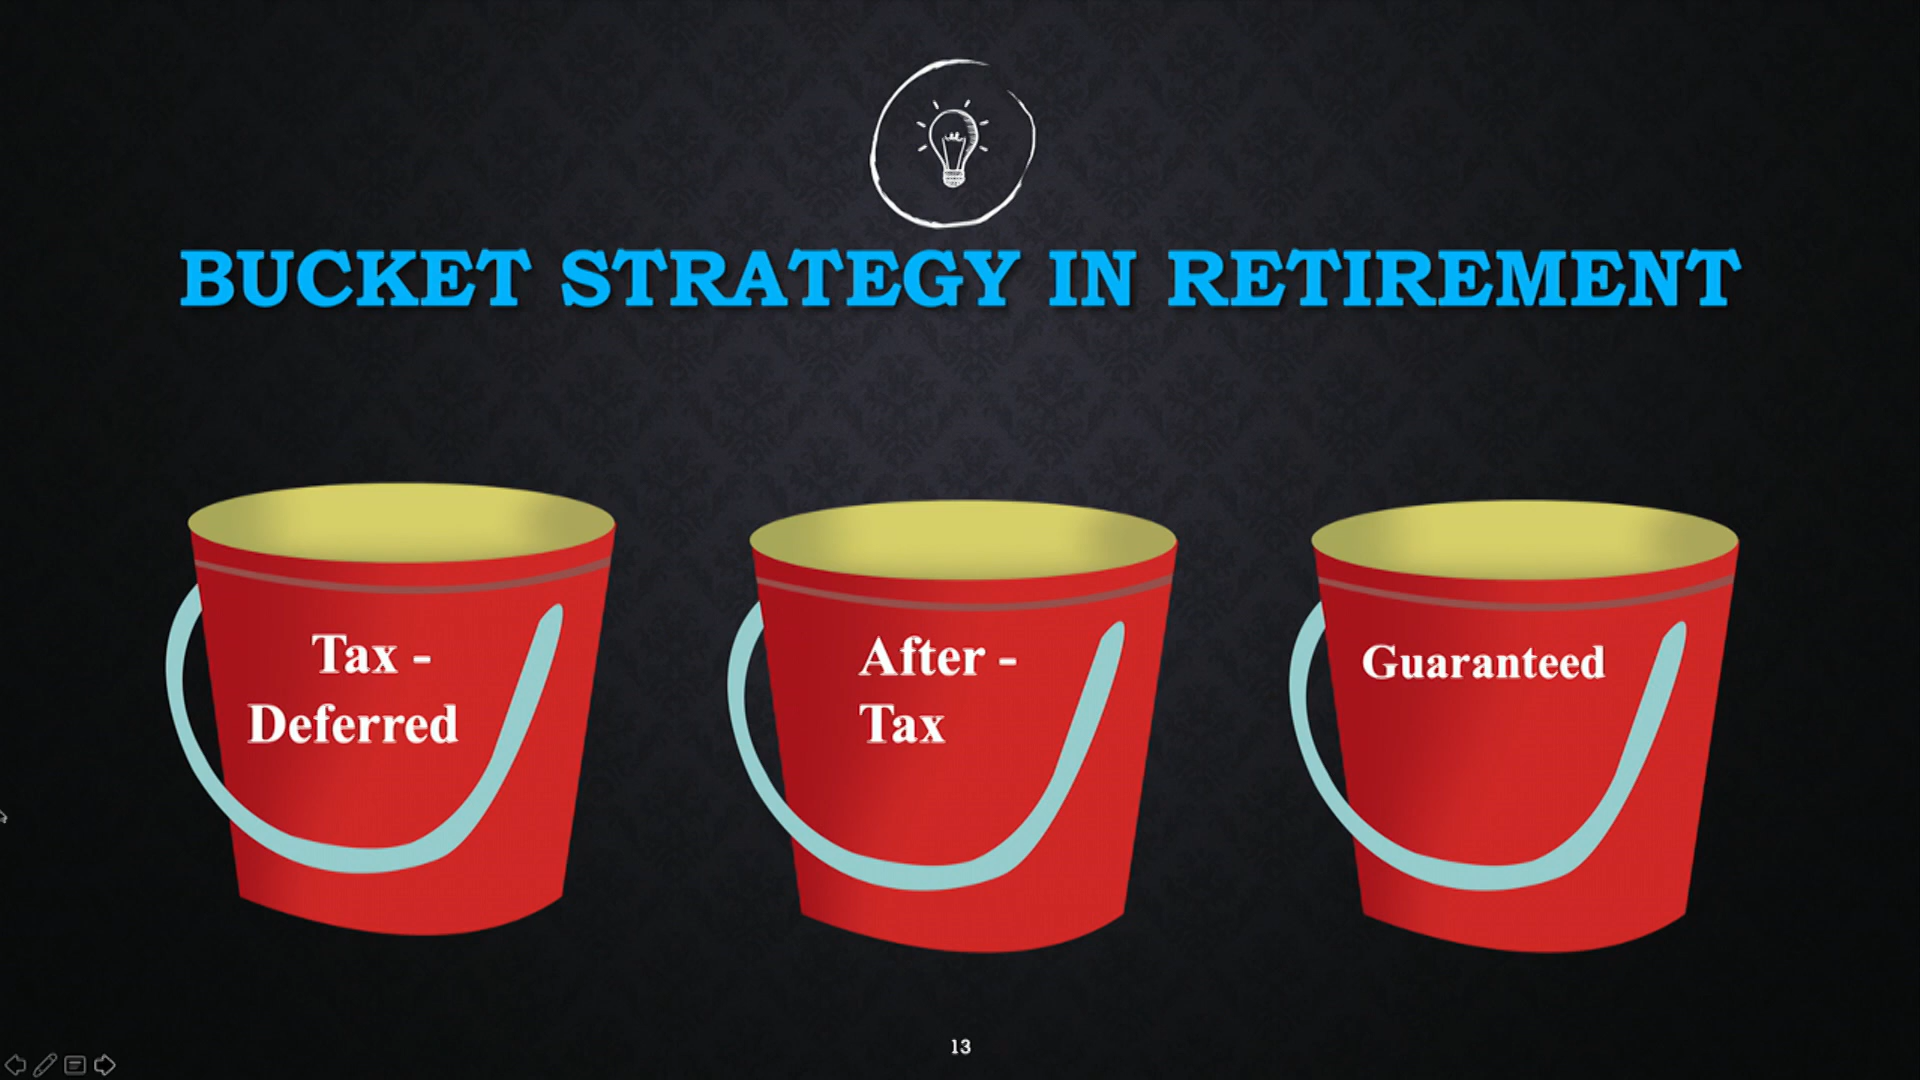 BUCKET STRATEGY IN RETIREMENT
Tax -
Deferred
After -
Tax
Guaranteed
13